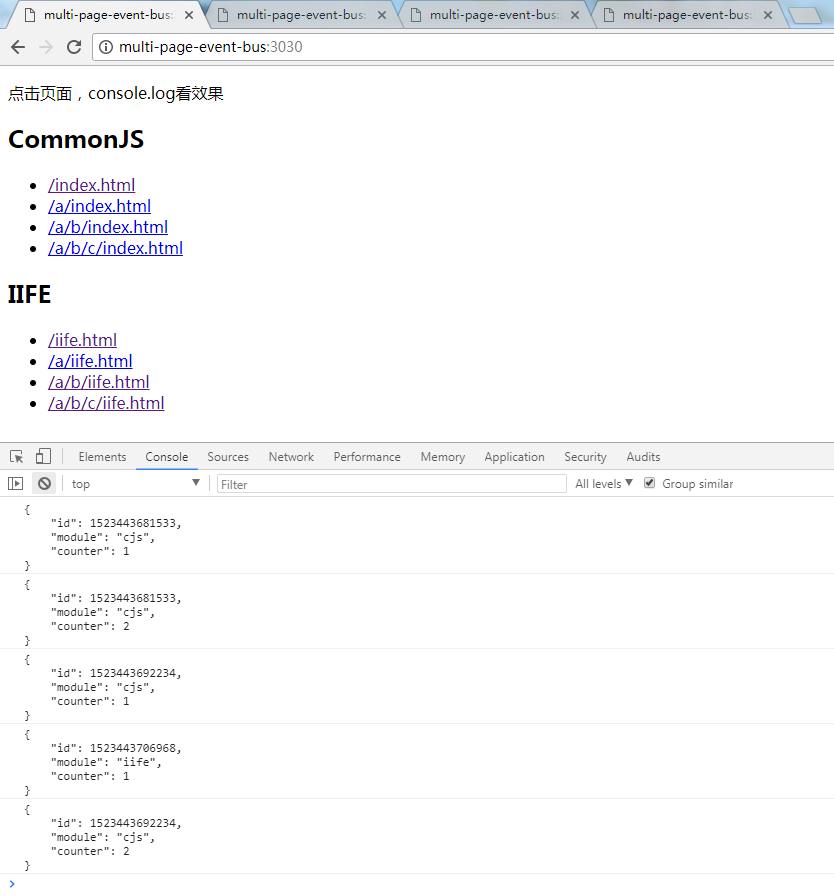 multi-page-event-bus:
multi-page-event-bus:
multi-page-event-bus:
multi-page-event-bus:
multi-page-event-bus:3030
点击页面，console.log看效果
CommonJS
/index.html
/a/index.html
/a/b/index.html
/a/b/c/index.html
IIFE
/iife.html
/a/iife.html
/a/b/iife.html
/a/b/c/iife.html
Elements Console Sources Network Performance Memory Application Security Audits
top Filter All levels Group similar
{
"id": 1523443681533,
"module": "cjs",
"counter": 1
}
{
"id": 1523443681533,
"module": "cjs",
"counter": 2
}
{
"id": 1523443692234,
"module": "cjs",
"counter": 1
}
{
"id": 1523443706968,
"module": "iife",
"counter": 1
}
{
"id": 1523443692234,
"module": "cjs",
"counter": 2
}